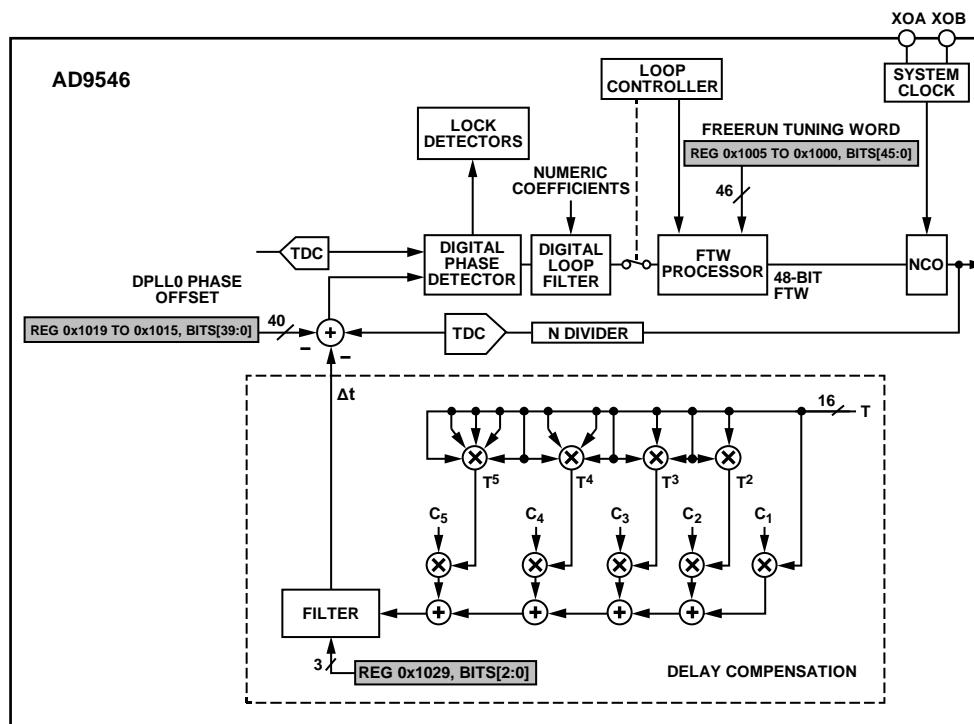 XOA XOB
AD9546
LOOP
CONTROLLER
SYSTEM
CLOCK
LOCK
DETECTORS
FREERUN TUNING WORD
REG 0x1005 TO 0x1000, BITS[45:0]
NUMERIC
COEFFICIENTS
46
TDC
DIGITAL
PHASE
DETECTOR
DIGITAL
LOOP
FILTER
FTW
PROCESSOR
48-BIT
FTW
NCO
DPLL0 PHASE
OFFSET
REG 0x1019 TO 0x1015, BITS[39:0]
40
+
−
−
TDC
N DIVIDER
Δt
16
T
× × × ×
T5 T4 T3 T2
C5 C4 C3 C2 C1
× × × × ×
+ + + +
FILTER
3
REG 0x1029, BITS[2:0]
DELAY COMPENSATION